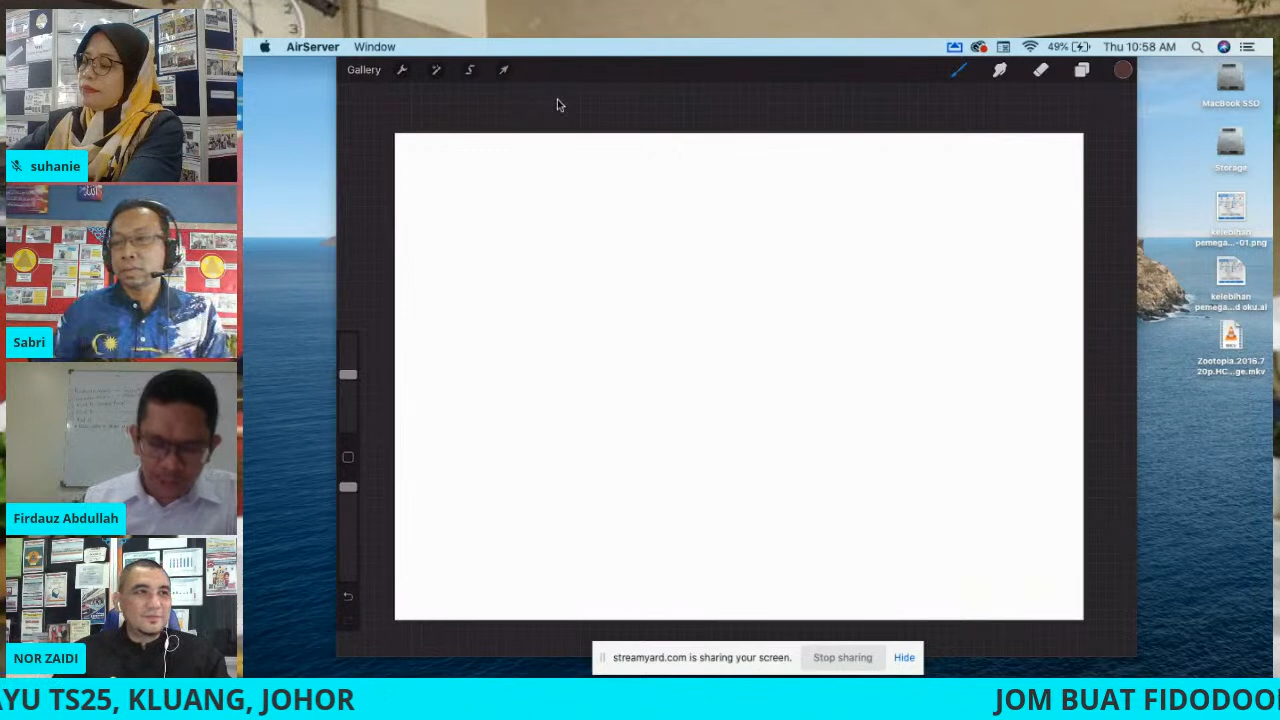 suhanie
Sabri
Firdauz Abdullah
NOR ZAIDI
AirServer Window
49%
Thu 10:58 AM
Gallery
MacBook SSD
Storage
kelebihan
pemega...-01.png
kelebihan
pemega...d oku.ai
Zootopia.2016.7
20p.HC...ge.mkv
streamyard.com is sharing your screen.
Stop sharing
Hide
AYU TS25, KLUANG, JOHOR
JOM BUAT FIDODOO